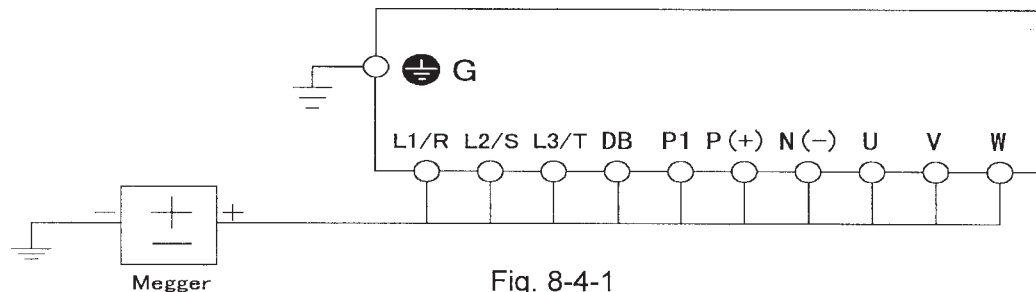 G
L1/R L2/S L3/T DB P1 P(+) N(-) U V W
- + - +
Megger
Fig. 8-4-1